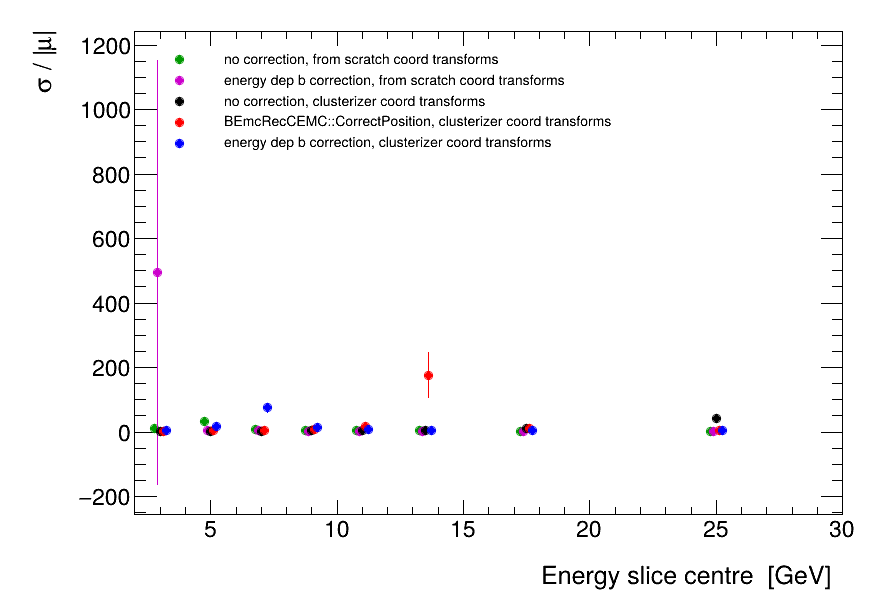 σ / |μ|
1200
1000
800
600
400
200
0
−200
no correction, from scratch coord transforms
energy dep b correction, from scratch coord transforms
no correction, clusterizer coord transforms
BEmcRecCEMC::CorrectPosition, clusterizer coord transforms
energy dep b correction, clusterizer coord transforms
5 10 15 20 25 30
Energy slice centre [GeV]